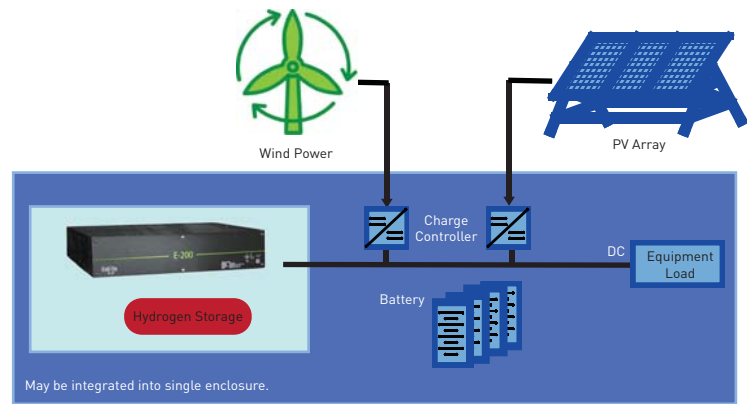 Wind Power
PV Array
Charge
Controller
E-200
DC
Equipment
Load
Battery
Hydrogen Storage
May be integrated into single enclosure.